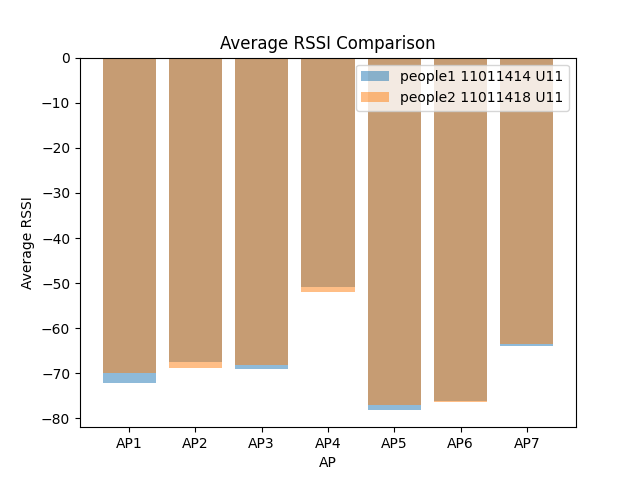 Average RSSI Comparison
people1 11011414 U11
people2 11011418 U11
Average RSSI
0
−10
−20
−30
−40
−50
−60
−70
−80
AP1 AP2 AP3 AP4 AP5 AP6 AP7
AP